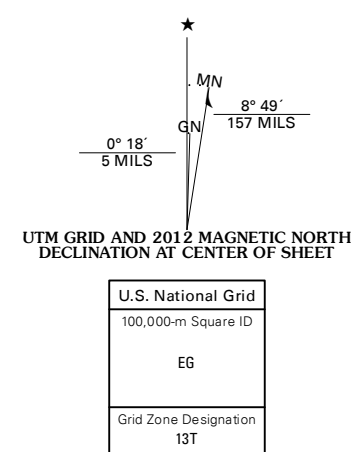 ★
MN
8° 49´
157 MILS
GN
0° 18´
5 MILS
UTM GRID AND 2012 MAGNETIC NORTH
DECLINATION AT CENTER OF SHEET
U.S. National Grid
100,000-m Square ID
EG
Grid Zone Designation
13T